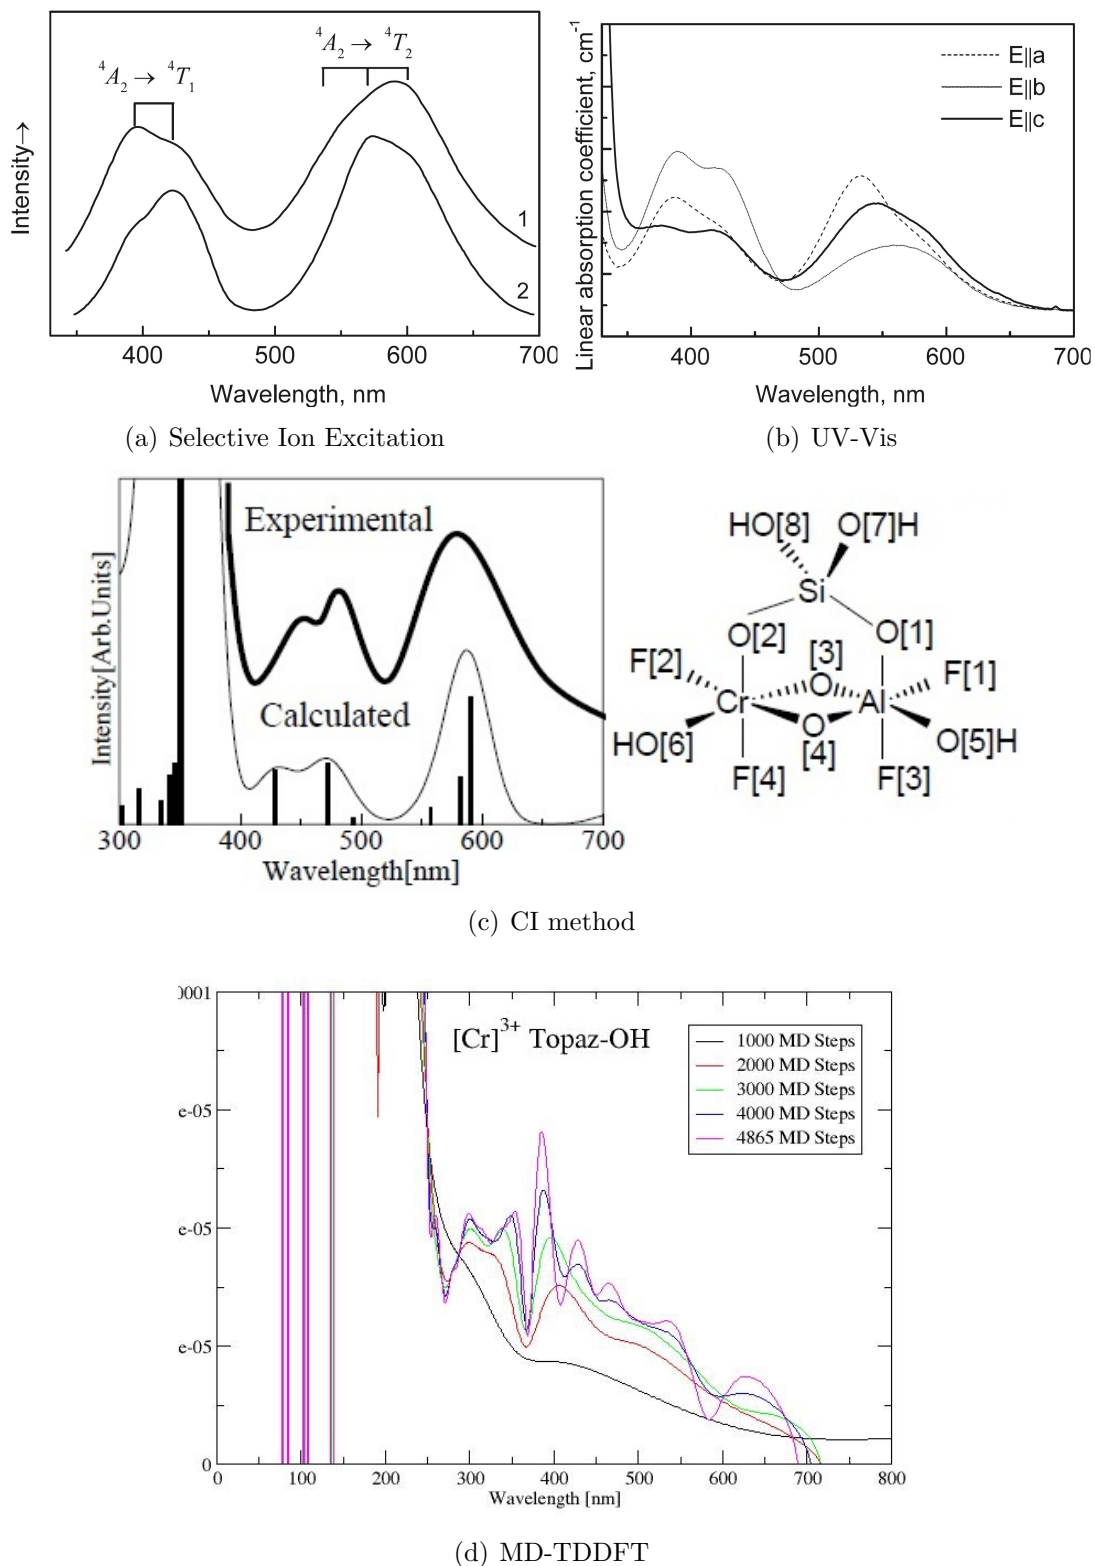 ⁴A₂ → ⁴T₂
⁴A₂ → ⁴T₁
Intensity→
1
2
400 500 600 700
Wavelength, nm
(a) Selective Ion Excitation
Linear absorption coefficient, cm⁻¹
E||a
E||b
E||c
400 500 600 700
Wavelength, nm
(b) UV-Vis
Intensity[Arb.Units]
Experimental
Calculated
300 400 500 600 700
Wavelength[nm]
HO[8] O[7]H
Si
O[2] O[1]
F[2] [3] F[1]
Cr O Al
HO[6] O O[5]H
F[4] [4] F[3]
(c) CI method
)001
e-05
e-05
e-05
0
[Cr]³⁺ Topaz-OH
1000 MD Steps
2000 MD Steps
3000 MD Steps
4000 MD Steps
4865 MD Steps
0 100 200 300 400 500 600 700 800
Wavelength [nm]
(d) MD-TDDFT